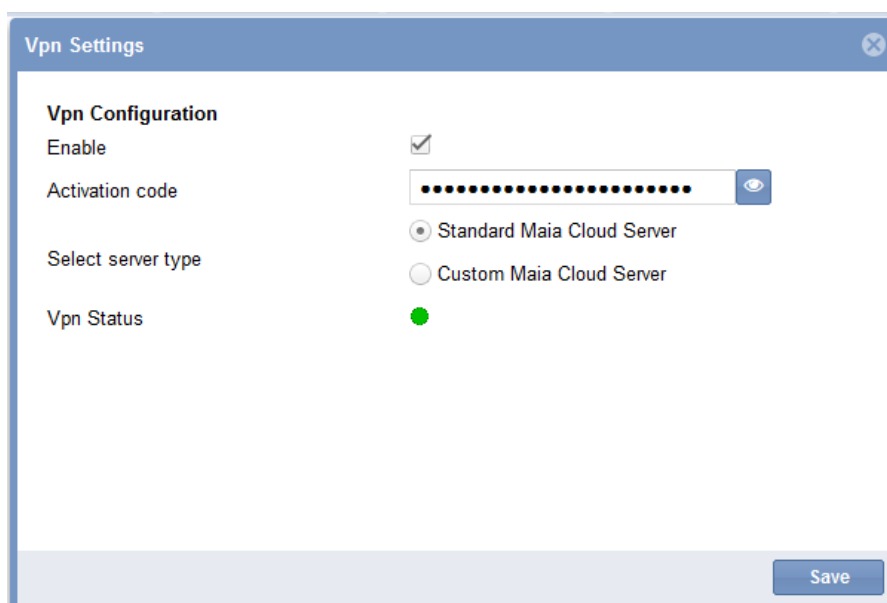 Vpn Settings
Vpn Configuration
Enable
Activation code
••••••••••••••••••••••••
Select server type
Standard Maia Cloud Server
Custom Maia Cloud Server
Vpn Status
Save